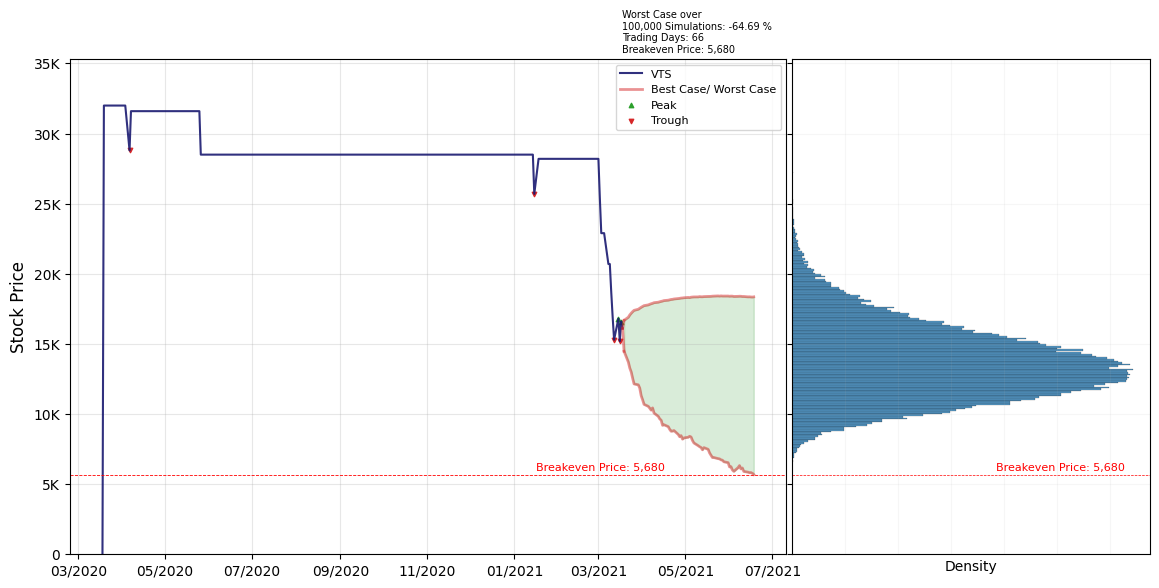 Worst Case over
100,000 Simulations: -64.69 %
Trading Days: 66
Breakeven Price: 5,680
VTS
Best Case/ Worst Case
Peak
Trough
Stock Price
35K
30K
25K
20K
15K
10K
5K
0
Breakeven Price: 5,680
Breakeven Price: 5,680
03/2020
05/2020
07/2020
09/2020
11/2020
01/2021
03/2021
05/2021
07/2021
Density